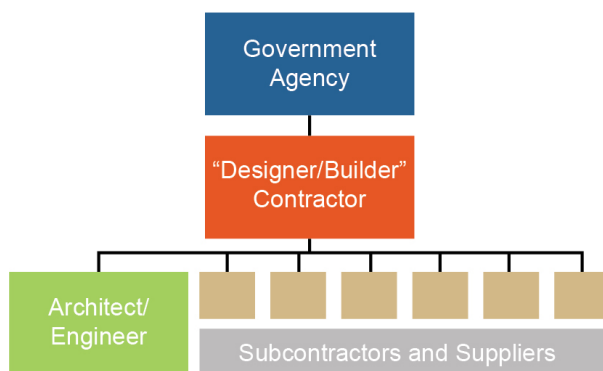 Government
Agency
“Designer/Builder”
Contractor
Architect/
Engineer
Subcontractors and Suppliers